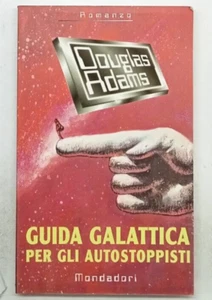 Romanzo
Douglas
Adams
GUIDA GALATTICA
PER GLI AUTOSTOPPISTI
Mondadori